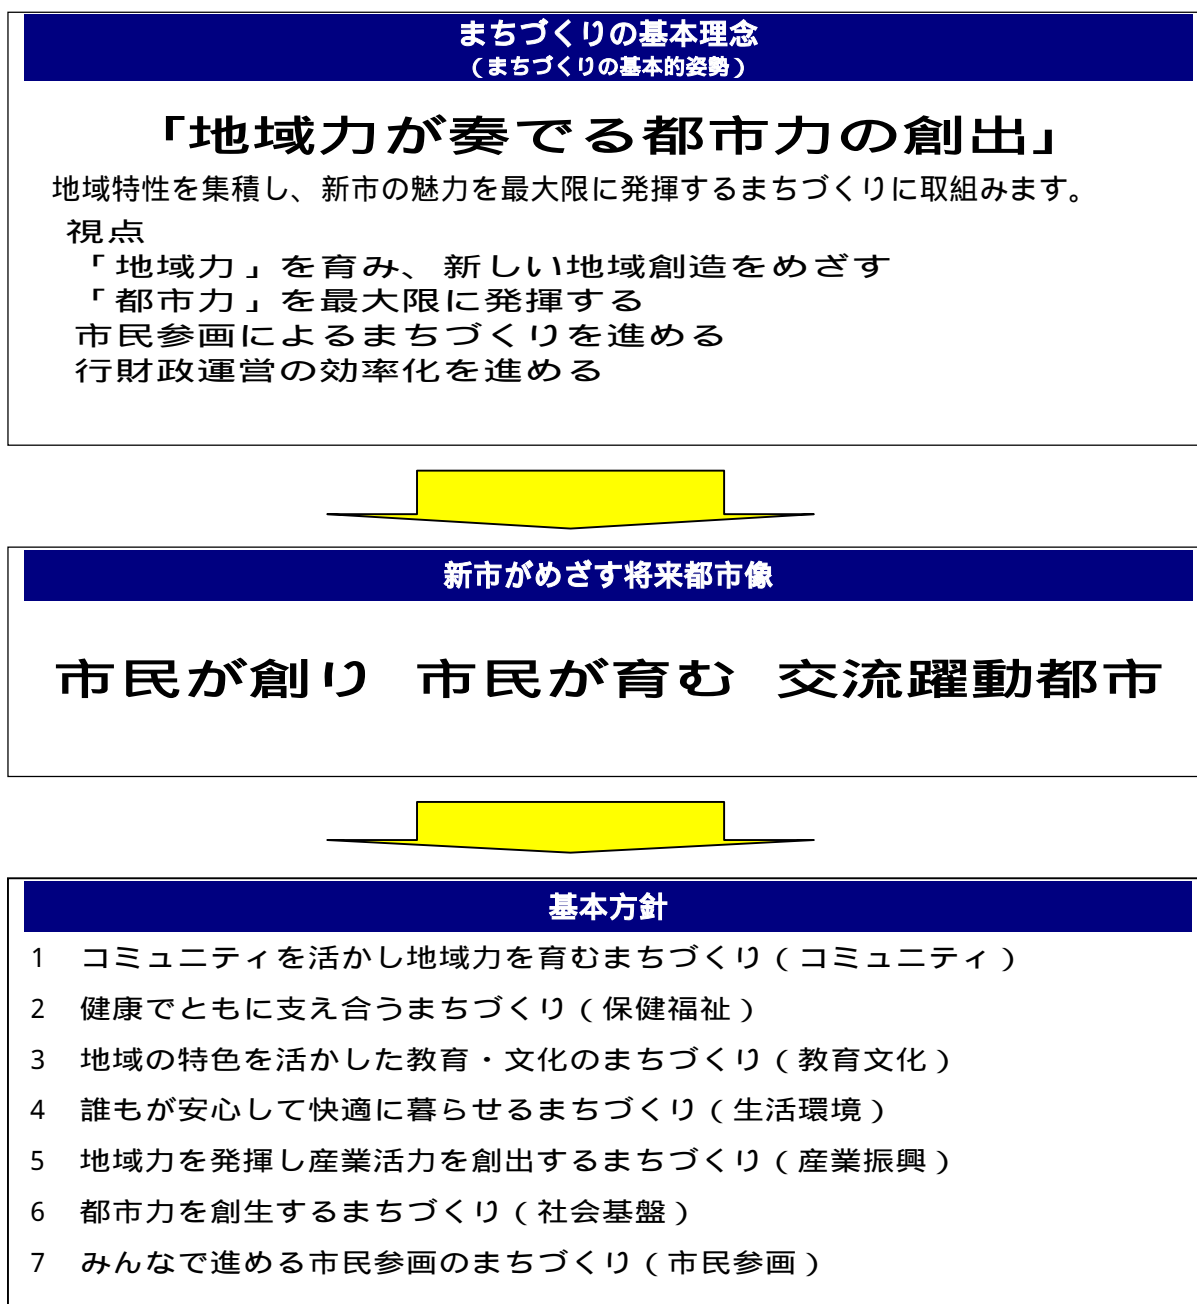 まちづくりの基本理念
（まちづくりの基本的姿勢）
「地域力が奏でる都市力の創出」
地域特性を集積し、新市の魅力を最大限に発揮するまちづくりに取組みます。
視点
「地域力」を育み、新しい地域創造をめざす
「都市力」を最大限に発揮する
市民参画によるまちづくりを進める
行財政運営の効率化を進める
新市がめざす将来都市像
市民が創り　市民が育む　交流躍動都市
基本方針
1　コミュニティを活かし地域力を育むまちづくり（コミュニティ）
2　健康でともに支え合うまちづくり（保健福祉）
3　地域の特色を活かした教育・文化のまちづくり（教育文化）
4　誰もが安心して快適に暮らせるまちづくり（生活環境）
5　地域力を発揮し産業活力を創出するまちづくり（産業振興）
6　都市力を創生するまちづくり（社会基盤）
7　みんなで進める市民参画のまちづくり（市民参画）